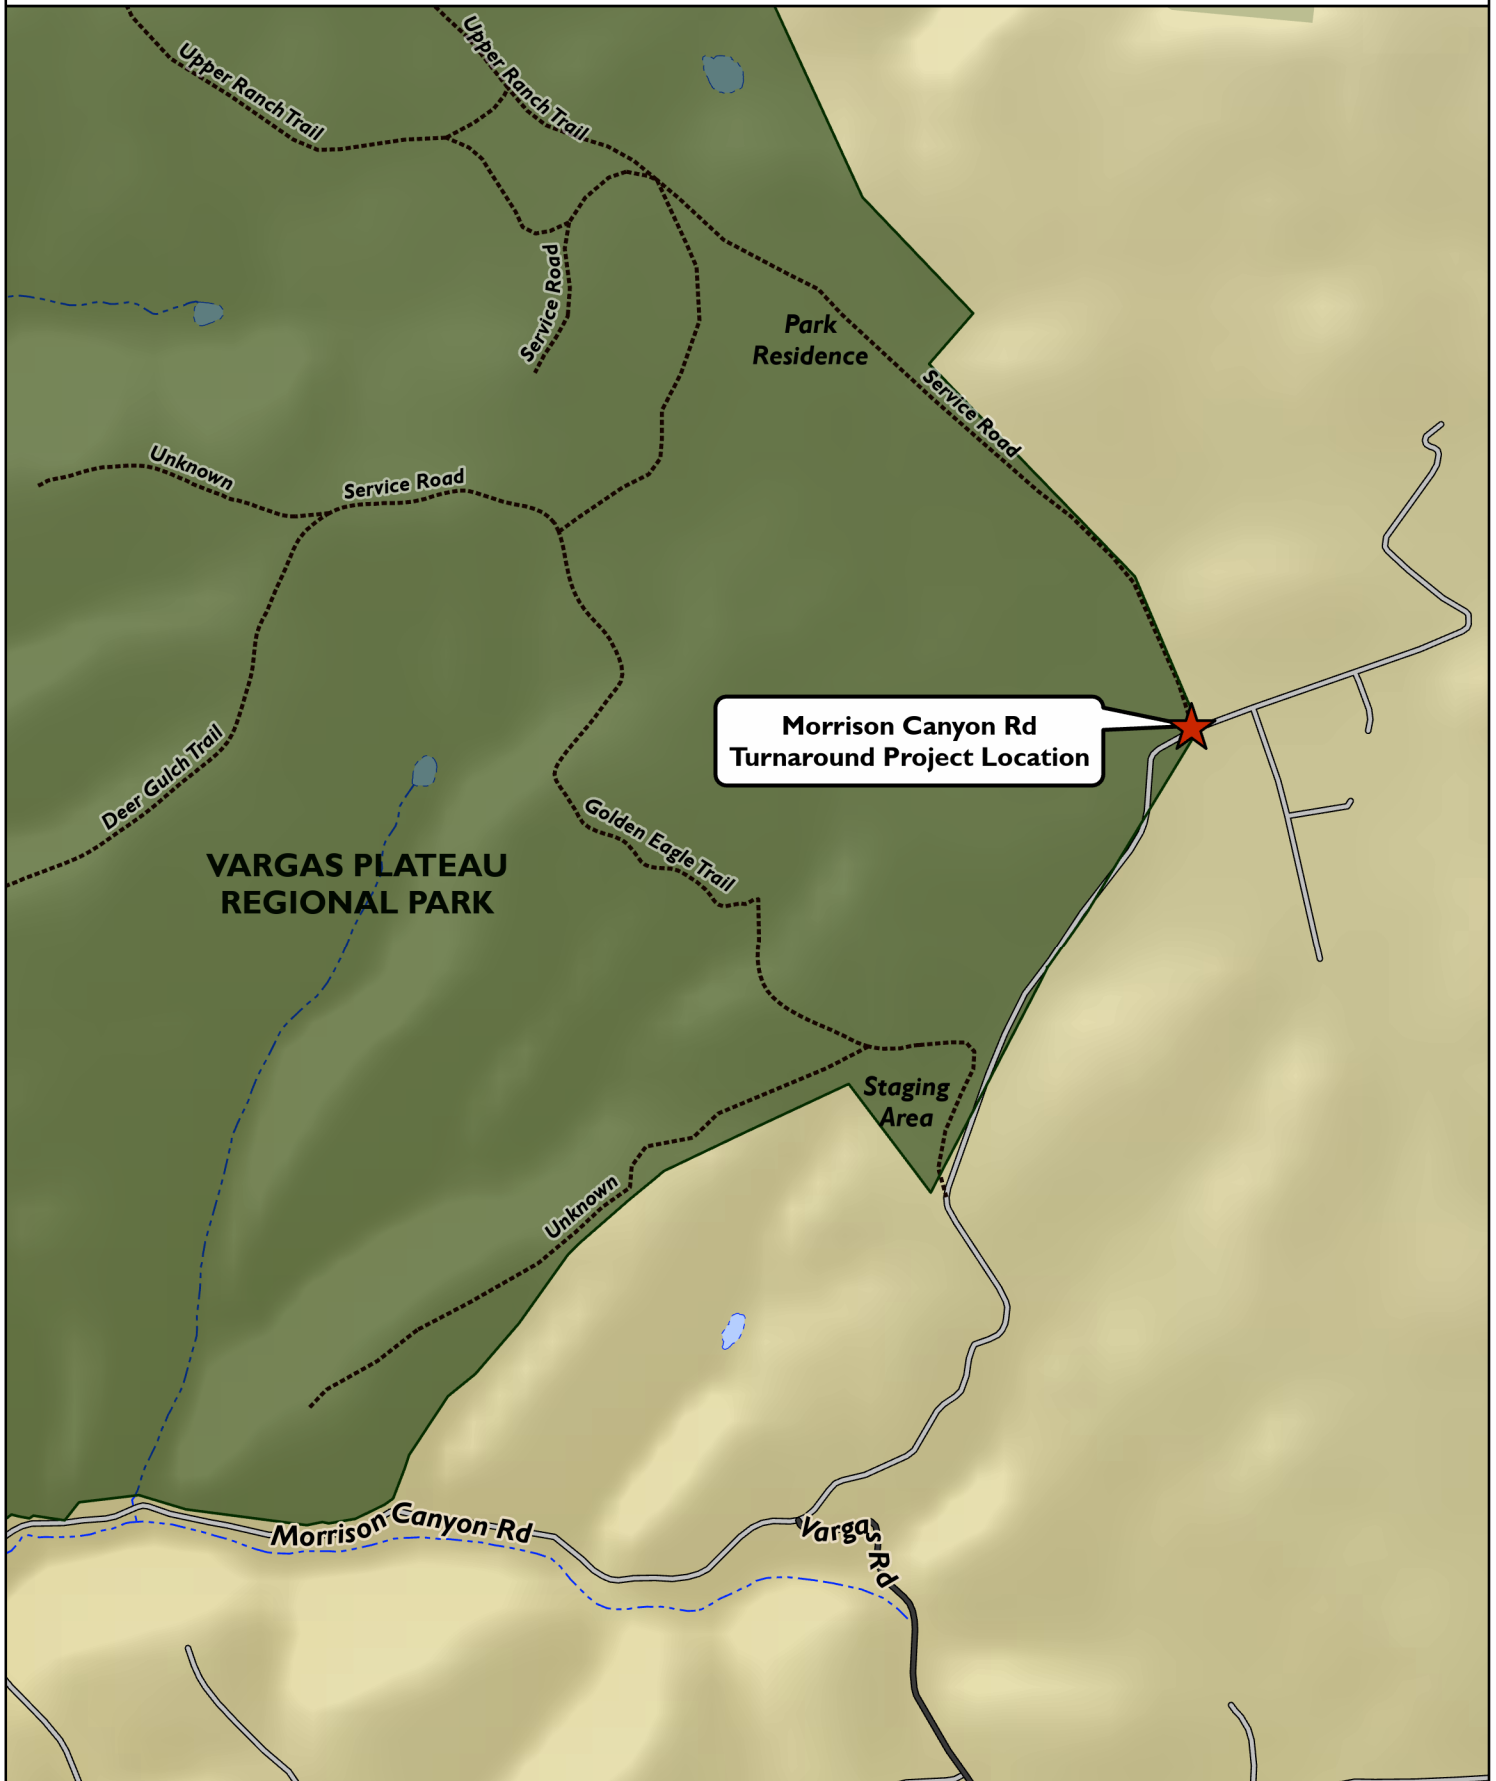 Upper Ranch Trail
Upper Ranch Trail
Service Road
Park
Residence
Service Road
Unknown
Service Road
Morrison Canyon Rd
Turnaround Project Location
Deer Gulch Trail
Golden Eagle Trail
VARGAS PLATEAU
REGIONAL PARK
Staging
Area
Unknown
Morrison Canyon Rd
Vargas Rd